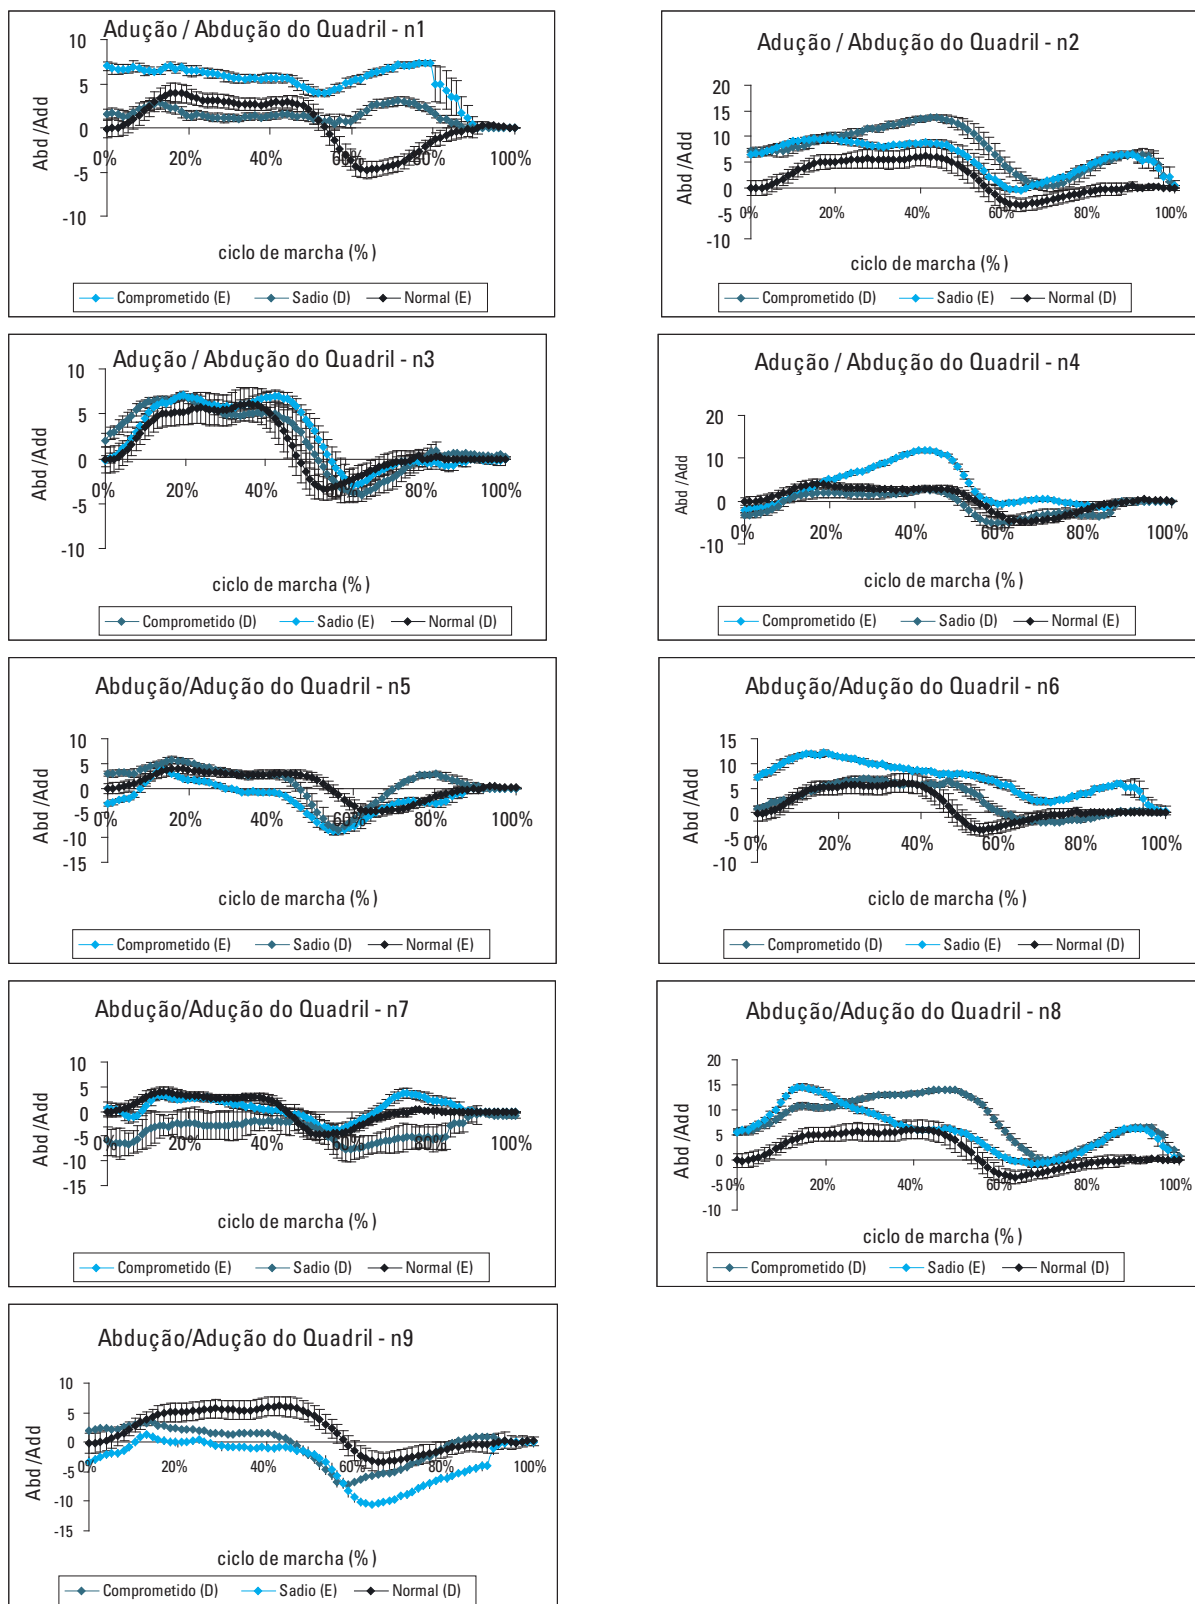 Adução / Abdução do Quadril - n1
10
5
0
-5
-10
Abd /Add
0% 20% 40% 60% 80% 100%
ciclo de marcha (%)
Comprometido (E) Sadio (D) Normal (E)
Adução / Abdução do Quadril - n2
20
15
10
5
0
-5
-10
Abd /Add
0% 20% 40% 60% 80% 100%
ciclo de marcha (%)
Comprometido (D) Sadio (E) Normal (D)
Adução / Abdução do Quadril - n3
10
5
0
-5
-10
Abd /Add
0% 20% 40% 60% 80% 100%
ciclo de marcha (%)
Comprometido (D) Sadio (E) Normal (D)
Adução / Abdução do Quadril - n4
20
10
0
-10
Abd /Add
0% 20% 40% 60% 80% 100%
ciclo de marcha (%)
Comprometido (E) Sadio (D) Normal (E)
Abdução/Adução do Quadril - n5
10
5
0
-5
-10
-15
Abd /Add
0% 20% 40% 60% 80% 100%
ciclo de marcha (%)
Comprometido (E) Sadio (D) Normal (E)
Abdução/Adução do Quadril - n6
15
10
5
0
-5
-10
Abd /Add
0% 20% 40% 60% 80% 100%
ciclo de marcha (%)
Comprometido (D) Sadio (E) Normal (D)
Abdução/Adução do Quadril - n7
10
5
0
-5
-10
-15
Abd /Add
0% 20% 40% 60% 80% 100%
ciclo de marcha (%)
Comprometido (E) Sadio (D) Normal (E)
Abdução/Adução do Quadril - n8
20
15
10
5
0
-5
-10
Abd /Add
0% 20% 40% 60% 80% 100%
ciclo de marcha (%)
Comprometido (D) Sadio (E) Normal (D)
Abdução/Adução do Quadril - n9
10
5
0
-5
-10
-15
Abd /Add
0% 20% 40% 60% 80% 100%
ciclo de marcha (%)
Comprometido (D) Sadio (E) Normal (D)